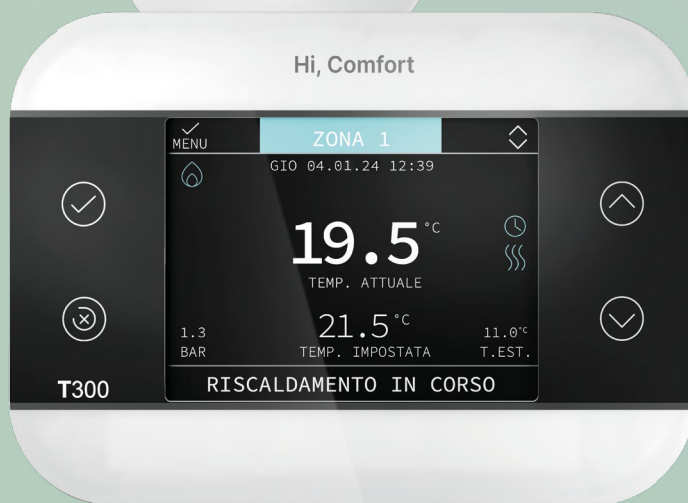 Hi, Comfort
MENU
ZONA 1
GIO 04.01.24 12:39
19.5 °C
TEMP. ATTUALE
21.5 °C
TEMP. IMPOSTATA
1.3
BAR
11.0°C
T.EST.
RISCALDAMENTO IN CORSO
T300